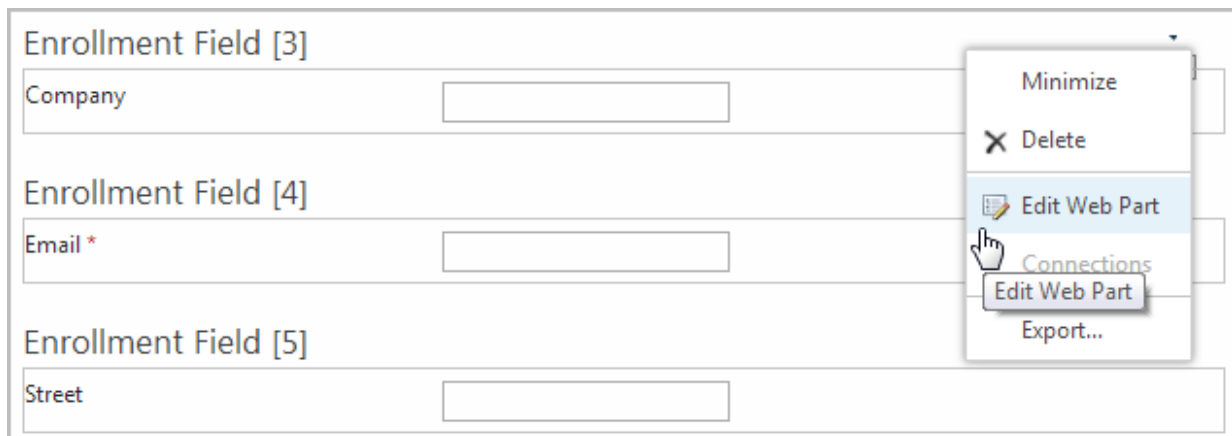 Enrollment Field [3]
Company
Enrollment Field [4]
Email *
Enrollment Field [5]
Street
Minimize
Delete
Edit Web Part
Connections
Edit Web Part
Export...